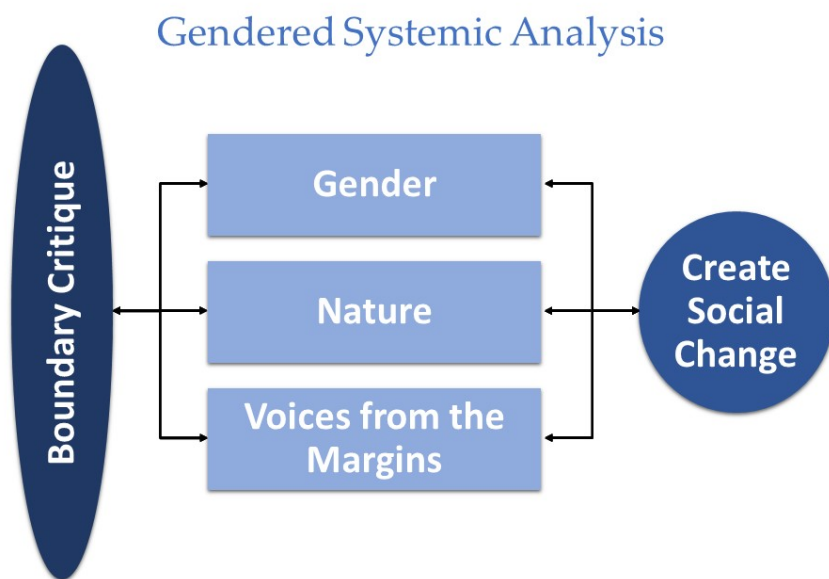 Gendered Systemic Analysis
Boundary Critique
Gender
Nature
Voices from the
Margins
Create
Social
Change